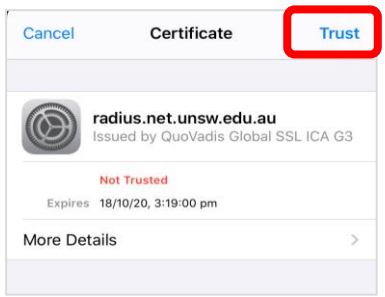 Cancel Certificate Trust
radius.net.unsw.edu.au
Issued by QuoVadis Global SSL ICA G3
Not Trusted
Expires 18/10/20, 3:19:00 pm
More Details